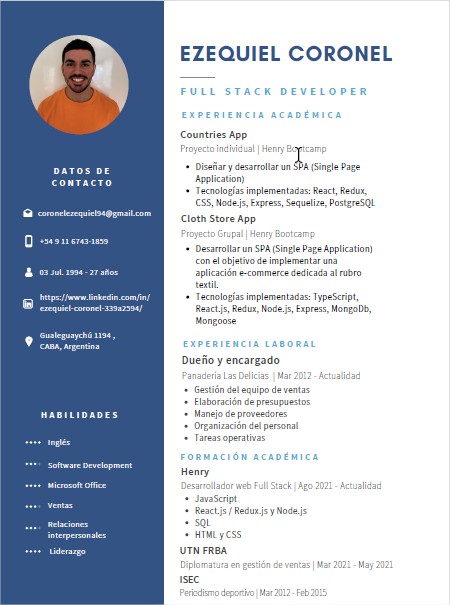 EZEQUIEL CORONEL
FULL STACK DEVELOPER
DATOS DE
CONTACTO
coronelezequiel94@gmail.com
+54 9 11 6743-1859
03 Jul. 1994 - 27 años
https://www.linkedin.com/in/
ezequiel-coronel-339a2594/
Gualeguaychú 1194 ,
CABA, Argentina
HABILIDADES
Inglés
Software Development
Microsoft Office
Ventas
Relaciones
interpersonales
Liderazgo
EXPERIENCIA ACADÉMICA
Countries App
Proyecto individual | Henry Bootcamp
• Diseñar y desarrollar un SPA (Single Page
Application)
• Tecnologías implementadas: React, Redux,
CSS, Node.js, Express, Sequelize, PostgreSQL
Cloth Store App
Proyecto Grupal | Henry Bootcamp
• Desarrollar un SPA (Single Page Application)
con el objetivo de implementar una
aplicación e-commerce dedicada al rubro
textil.
• Tecnologías implementadas: TypeScript,
React.js, Redux, Node.js, Express, MongoDb,
Mongoose
EXPERIENCIA LABORAL
Dueño y encargado
Panadería Las Delicias | Mar 2012 - Actualidad
• Gestión del equipo de ventas
• Elaboración de presupuestos
• Manejo de proveedores
• Organización del personal
• Tareas operativas
FORMACIÓN ACADÉMICA
Henry
Desarrollador web Full Stack | Ago 2021 - Actualidad
• JavaScript
• React.js / Redux.js y Node.js
• SQL
• HTML y CSS
UTN FRBA
Diplomatura en gestión de ventas | Mar 2021 - May 2021
ISEC
Periodismo deportivo | Mar 2012 - Feb 2015